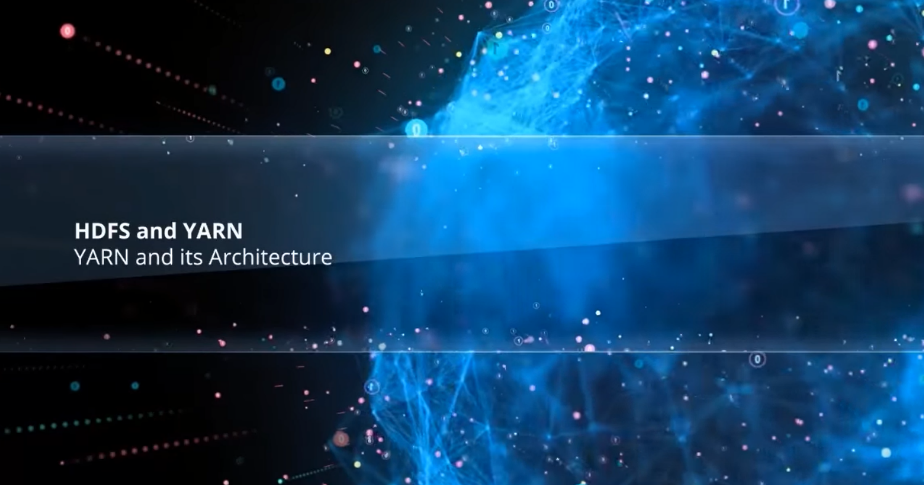 HDFS and YARN
YARN and its Architecture